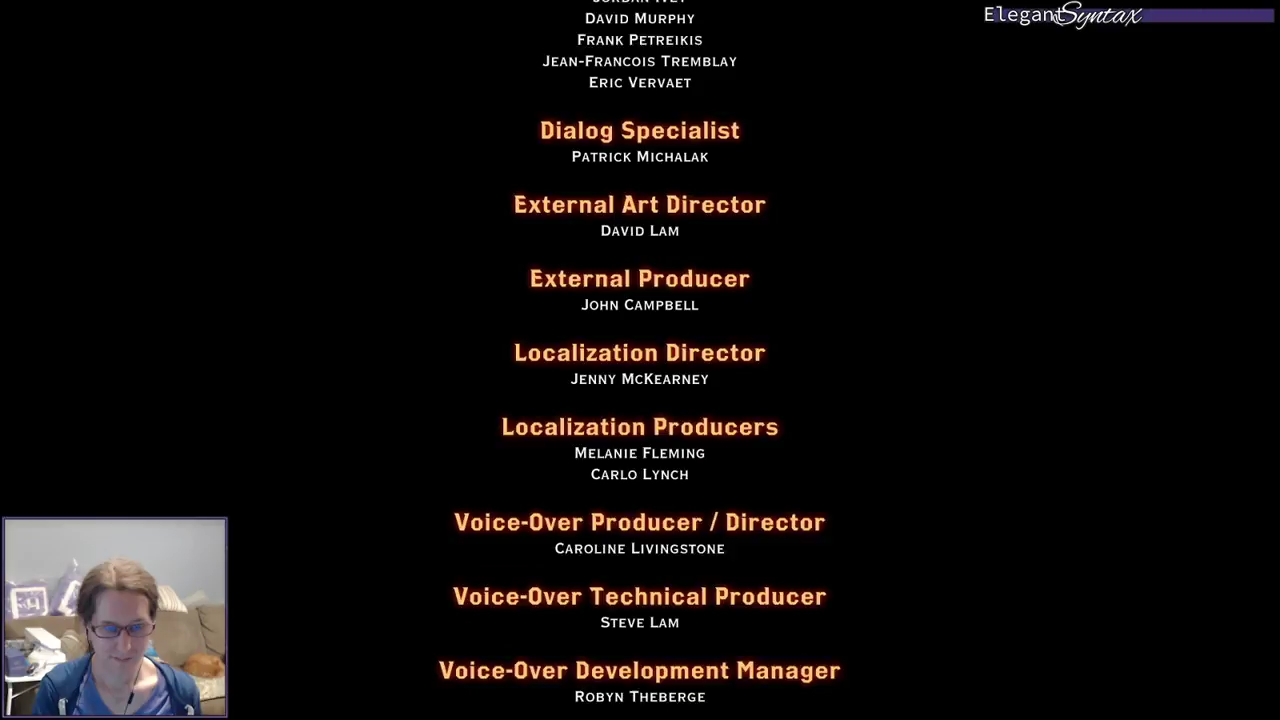 ElegantSyntax
DAVID MURPHY
FRANK PETREIKIS
JEAN-FRANCOIS TREMBLAY
ERIC VERVAET
Dialog Specialist
PATRICK MICHALAK
External Art Director
DAVID LAM
External Producer
JOHN CAMPBELL
Localization Director
JENNY MCKEARNEY
Localization Producers
MELANIE FLEMING
CARLO LYNCH
Voice-Over Producer / Director
CAROLINE LIVINGSTONE
Voice-Over Technical Producer
STEVE LAM
Voice-Over Development Manager
ROBYN THEBERGE